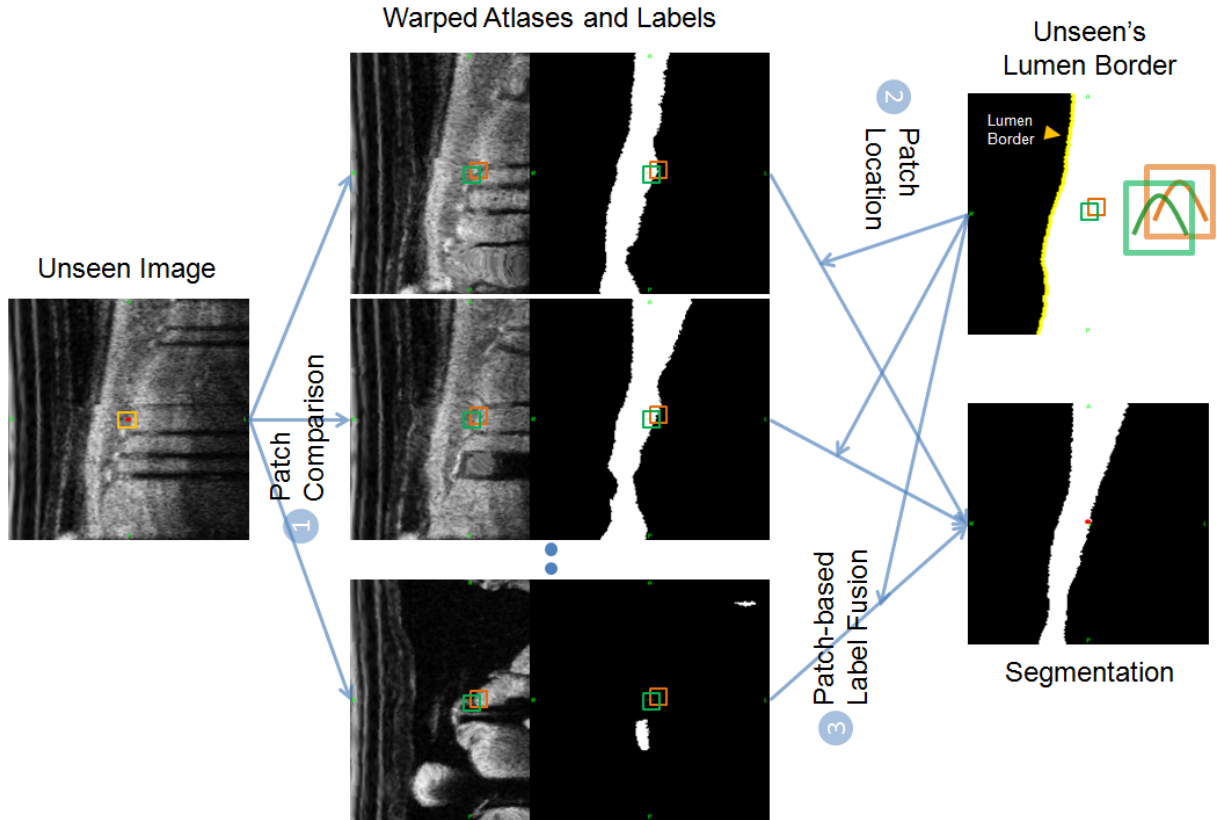 Warped Atlases and Labels
Unseen's
Lumen Border
Lumen
Border
2
Patch
Location
Unseen Image
Patch
Comparison
1
Patch-based
Label Fusion
3
Segmentation